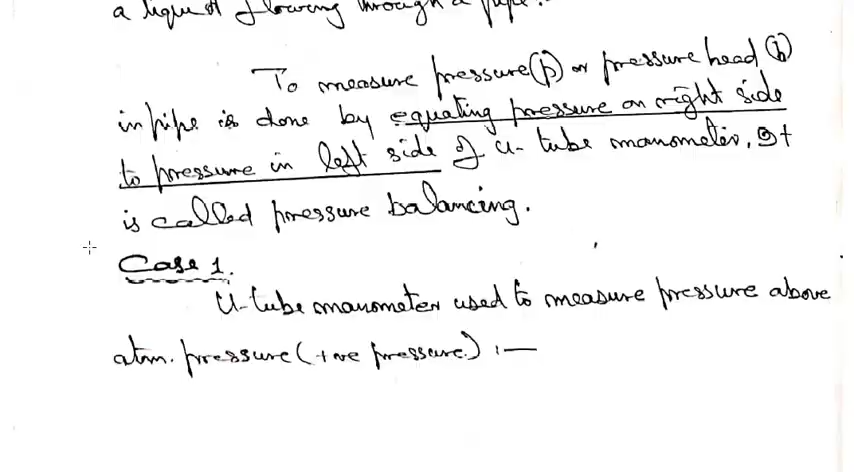 a liquid flowing through a pipe.
To measure pressure(p) or pressure head (h)
in pipe is done by equating pressure on right side
to pressure in left side of U-tube manometer. It
is called pressure balancing.
Case 1.
U-tube manometer used to measure pressure above
atm. pressure (+ve pressure) :—